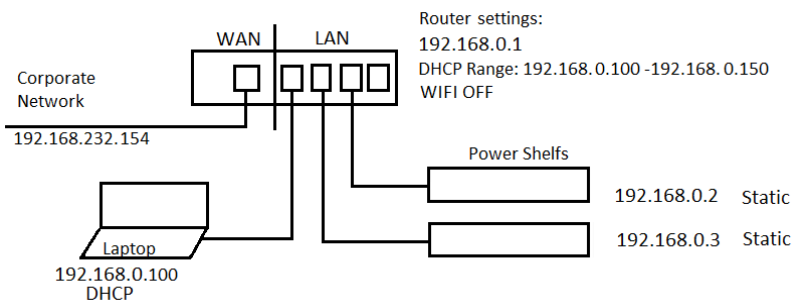 Router settings:
192.168.0.1
DHCP Range: 192.168.0.100 -192.168.0.150
WIFI OFF
WAN
LAN
Corporate
Network
192.168.232.154
Power Shelfs
192.168.0.2 Static
192.168.0.3 Static
Laptop
192.168.0.100
DHCP